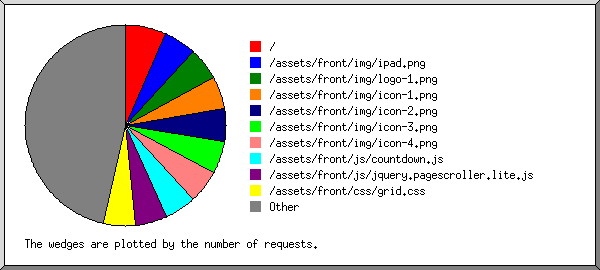 /
/assets/front/img/ipad.png
/assets/front/img/logo-1.png
/assets/front/img/icon-1.png
/assets/front/img/icon-2.png
/assets/front/img/icon-3.png
/assets/front/img/icon-4.png
/assets/front/js/countdown.js
/assets/front/js/jquery.pagescroller.lite.js
/assets/front/css/grid.css
Other
The wedges are plotted by the number of requests.